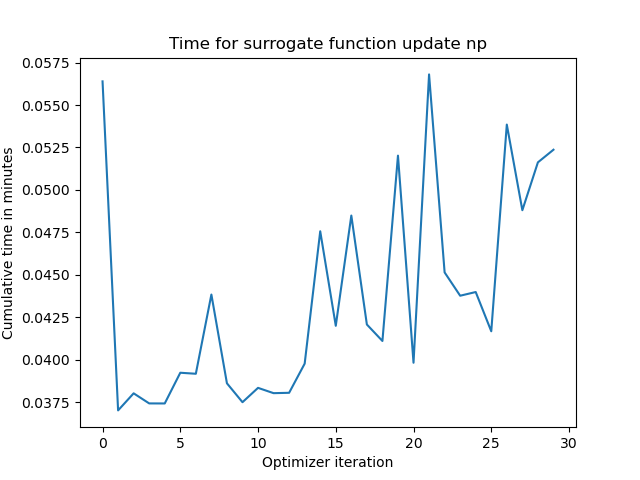 Time for surrogate function update np
Cumulative time in minutes
0.0575
0.0550
0.0525
0.0500
0.0475
0.0450
0.0425
0.0400
0.0375
0 5 10 15 20 25 30
Optimizer iteration